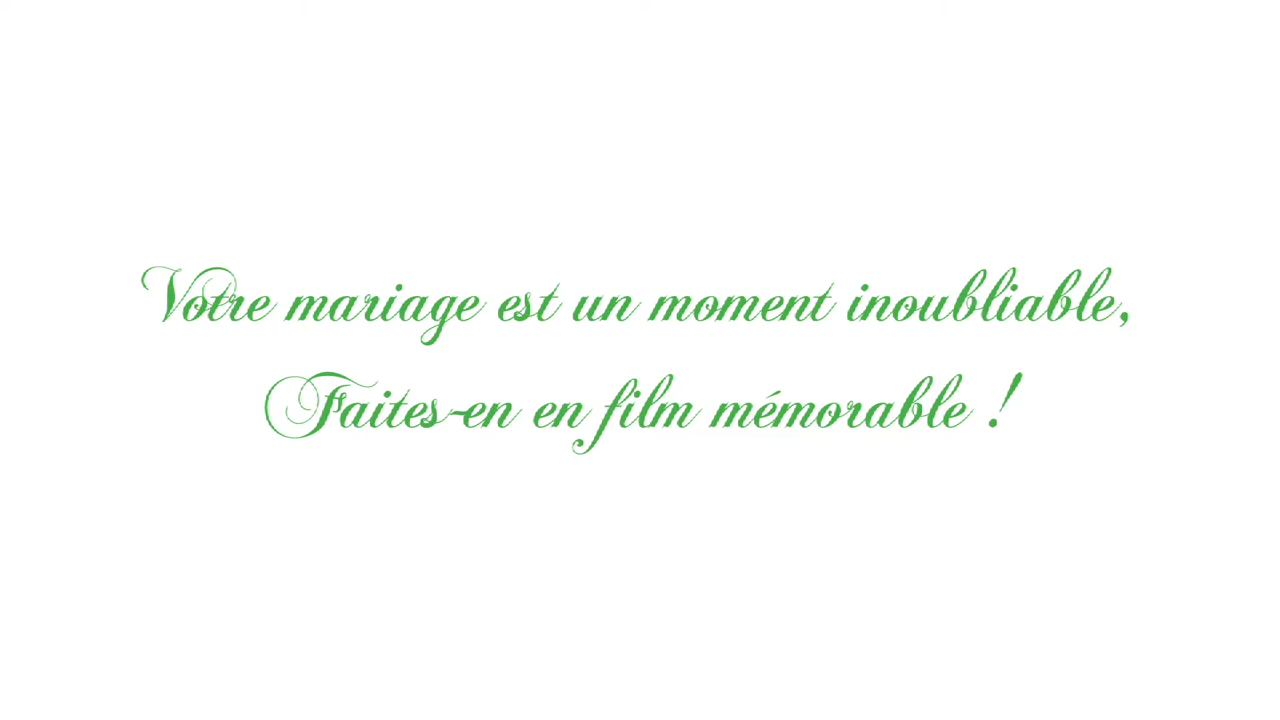 Votre mariage est un moment inoubliable,
Faites-en en film mémorable !